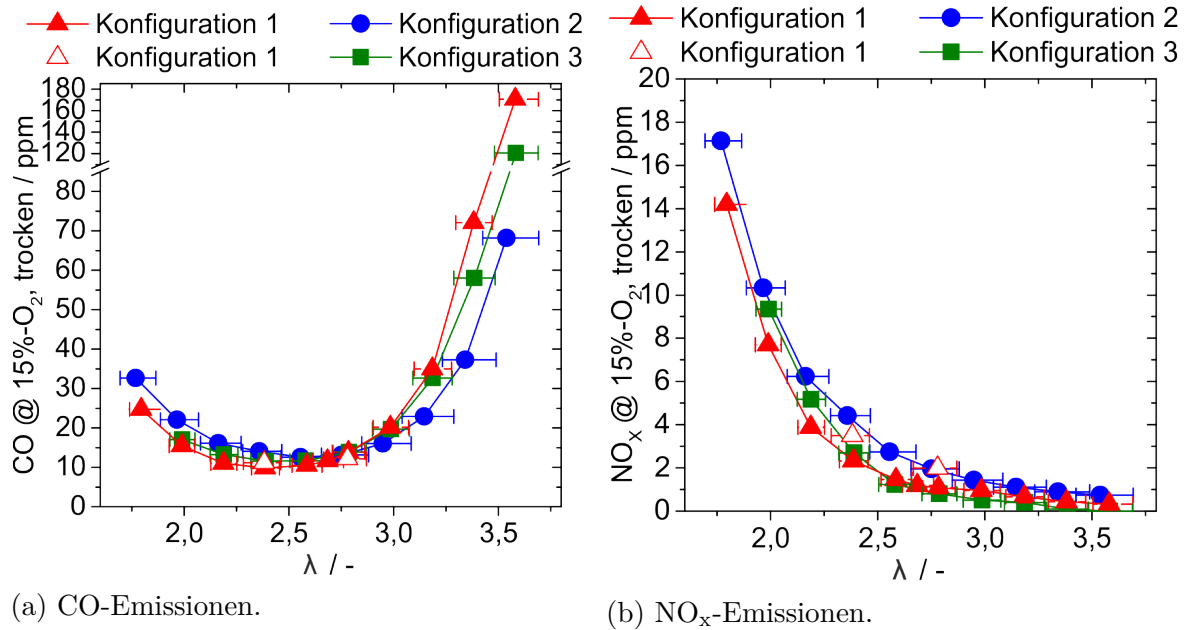 Konfiguration 1 Konfiguration 2
Konfiguration 1 Konfiguration 3
CO @ 15%-O₂, trocken / ppm
180
160
140
120
80
70
60
50
40
30
20
10
0
2,0 2,5 3,0 3,5
λ / -
(a) CO-Emissionen.
Konfiguration 1 Konfiguration 2
Konfiguration 1 Konfiguration 3
NOₓ @ 15%-O₂, trocken / ppm
20
18
16
14
12
10
8
6
4
2
0
2,0 2,5 3,0 3,5
λ / -
(b) NOₓ-Emissionen.